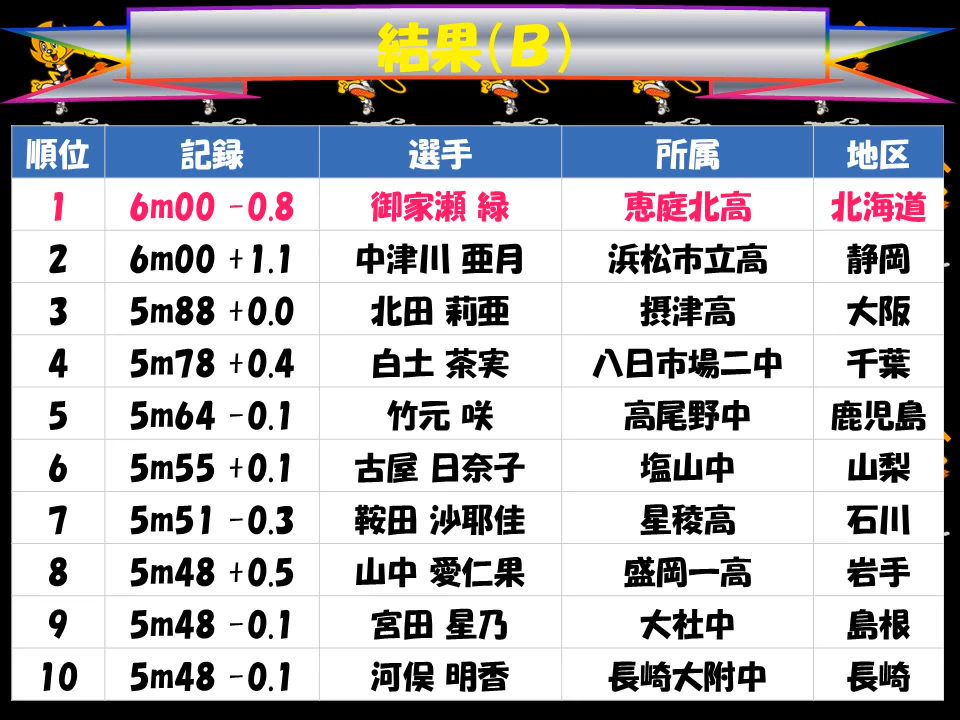 結果(B)
順位 記録 選手 所属 地区
1 6m00 -0.8 御家瀬 緑 恵庭北高 北海道
2 6m00 +1.1 中津川 亜月 浜松市立高 静岡
3 5m88 +0.0 北田 莉亜 摂津高 大阪
4 5m78 +0.4 白土 茶実 八日市場二中 千葉
5 5m64 -0.1 竹元 咲 高尾野中 鹿児島
6 5m55 +0.1 古屋 日奈子 塩山中 山梨
7 5m51 -0.3 鞍田 沙耶佳 星稜高 石川
8 5m48 +0.5 山中 愛仁果 盛岡一高 岩手
9 5m48 -0.1 宮田 星乃 大社中 島根
10 5m48 -0.1 河俣 明香 長崎大附中 長崎